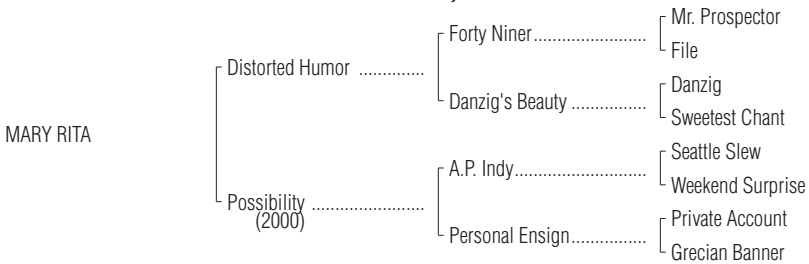 Mr. Prospector
Forty Niner
File
Distorted Humor
Danzig
Danzig's Beauty
Sweetest Chant
MARY RITA
Seattle Slew
A.P. Indy
Weekend Surprise
Possibility
(2000)
Private Account
Personal Ensign
Grecian Banner